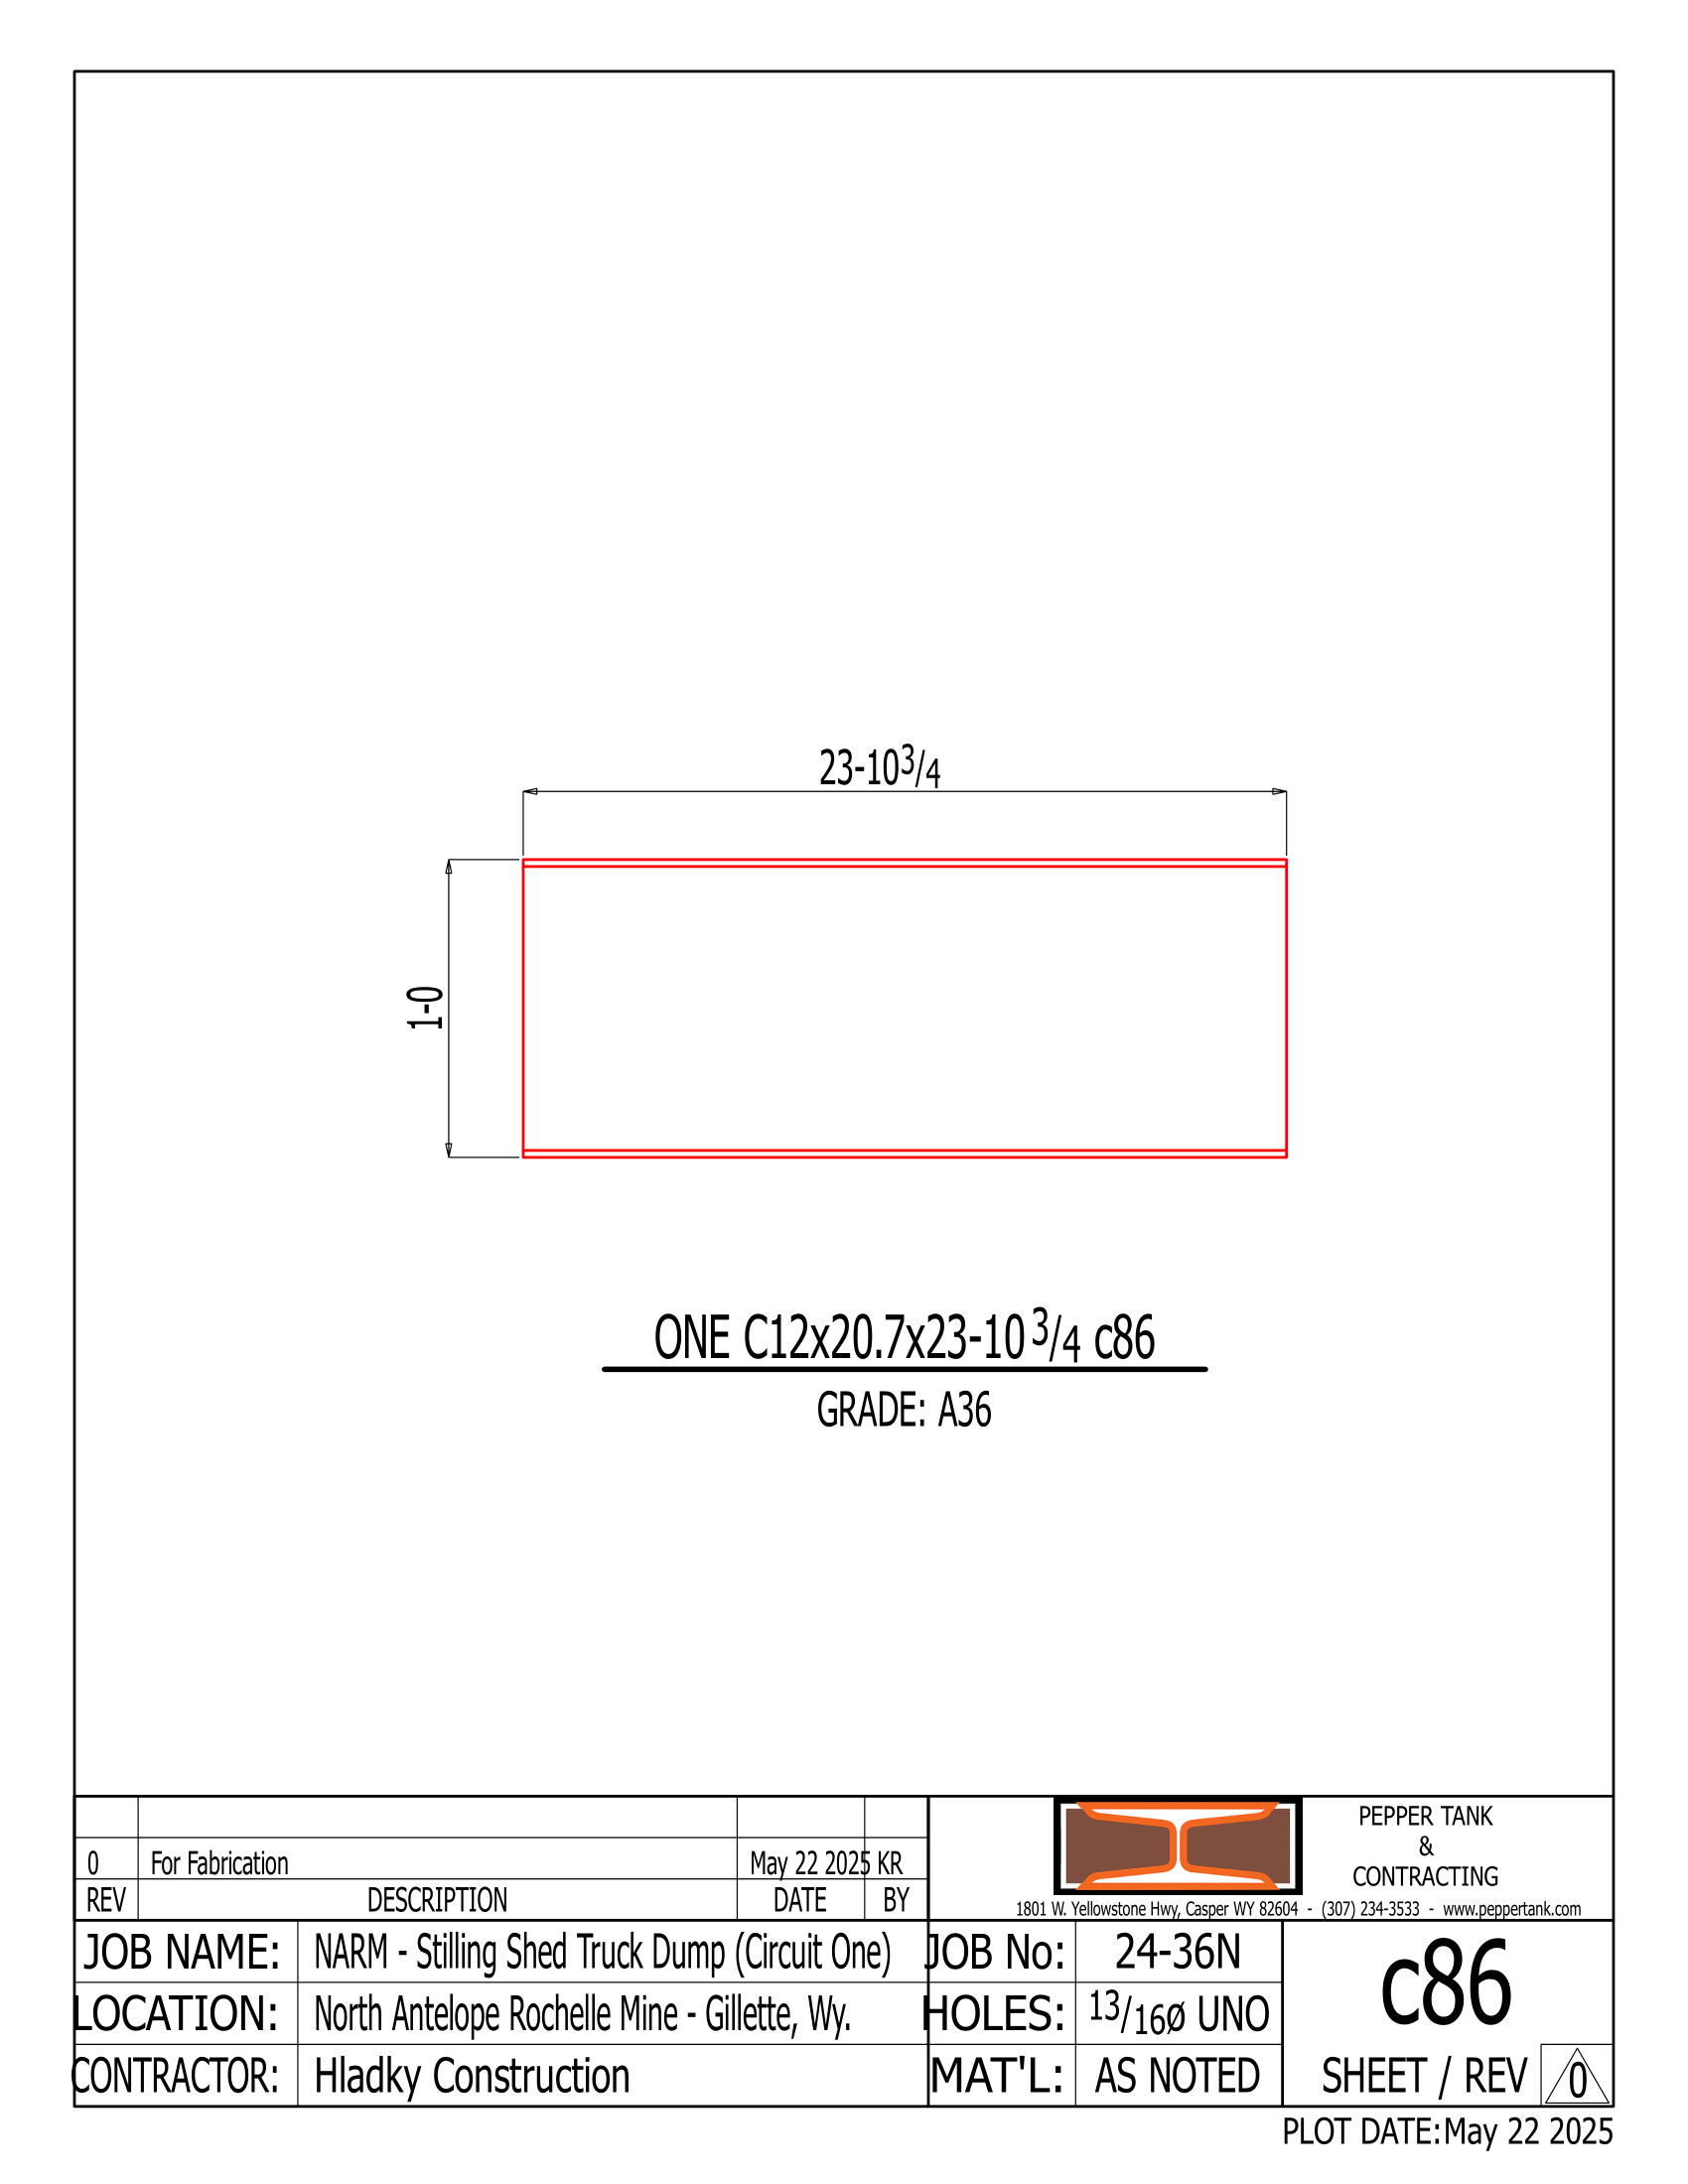 23-10 3/4
1-0
ONE C12x20.7x23-10 3/4 c86
GRADE: A36
0 For Fabrication May 22 2025 KR
REV DESCRIPTION DATE BY
PEPPER TANK
&
CONTRACTING
1801 W. Yellowstone Hwy, Casper WY 82604 - (307) 234-3533 - www.peppertank.com
JOB NAME: NARM - Stilling Shed Truck Dump (Circuit One) JOB No: 24-36N
LOCATION: North Antelope Rochelle Mine - Gillette, Wy. HOLES: 13/16ø UNO
CONTRACTOR: Hladky Construction MAT'L: AS NOTED
c86
SHEET / REV 0
PLOT DATE: May 22 2025